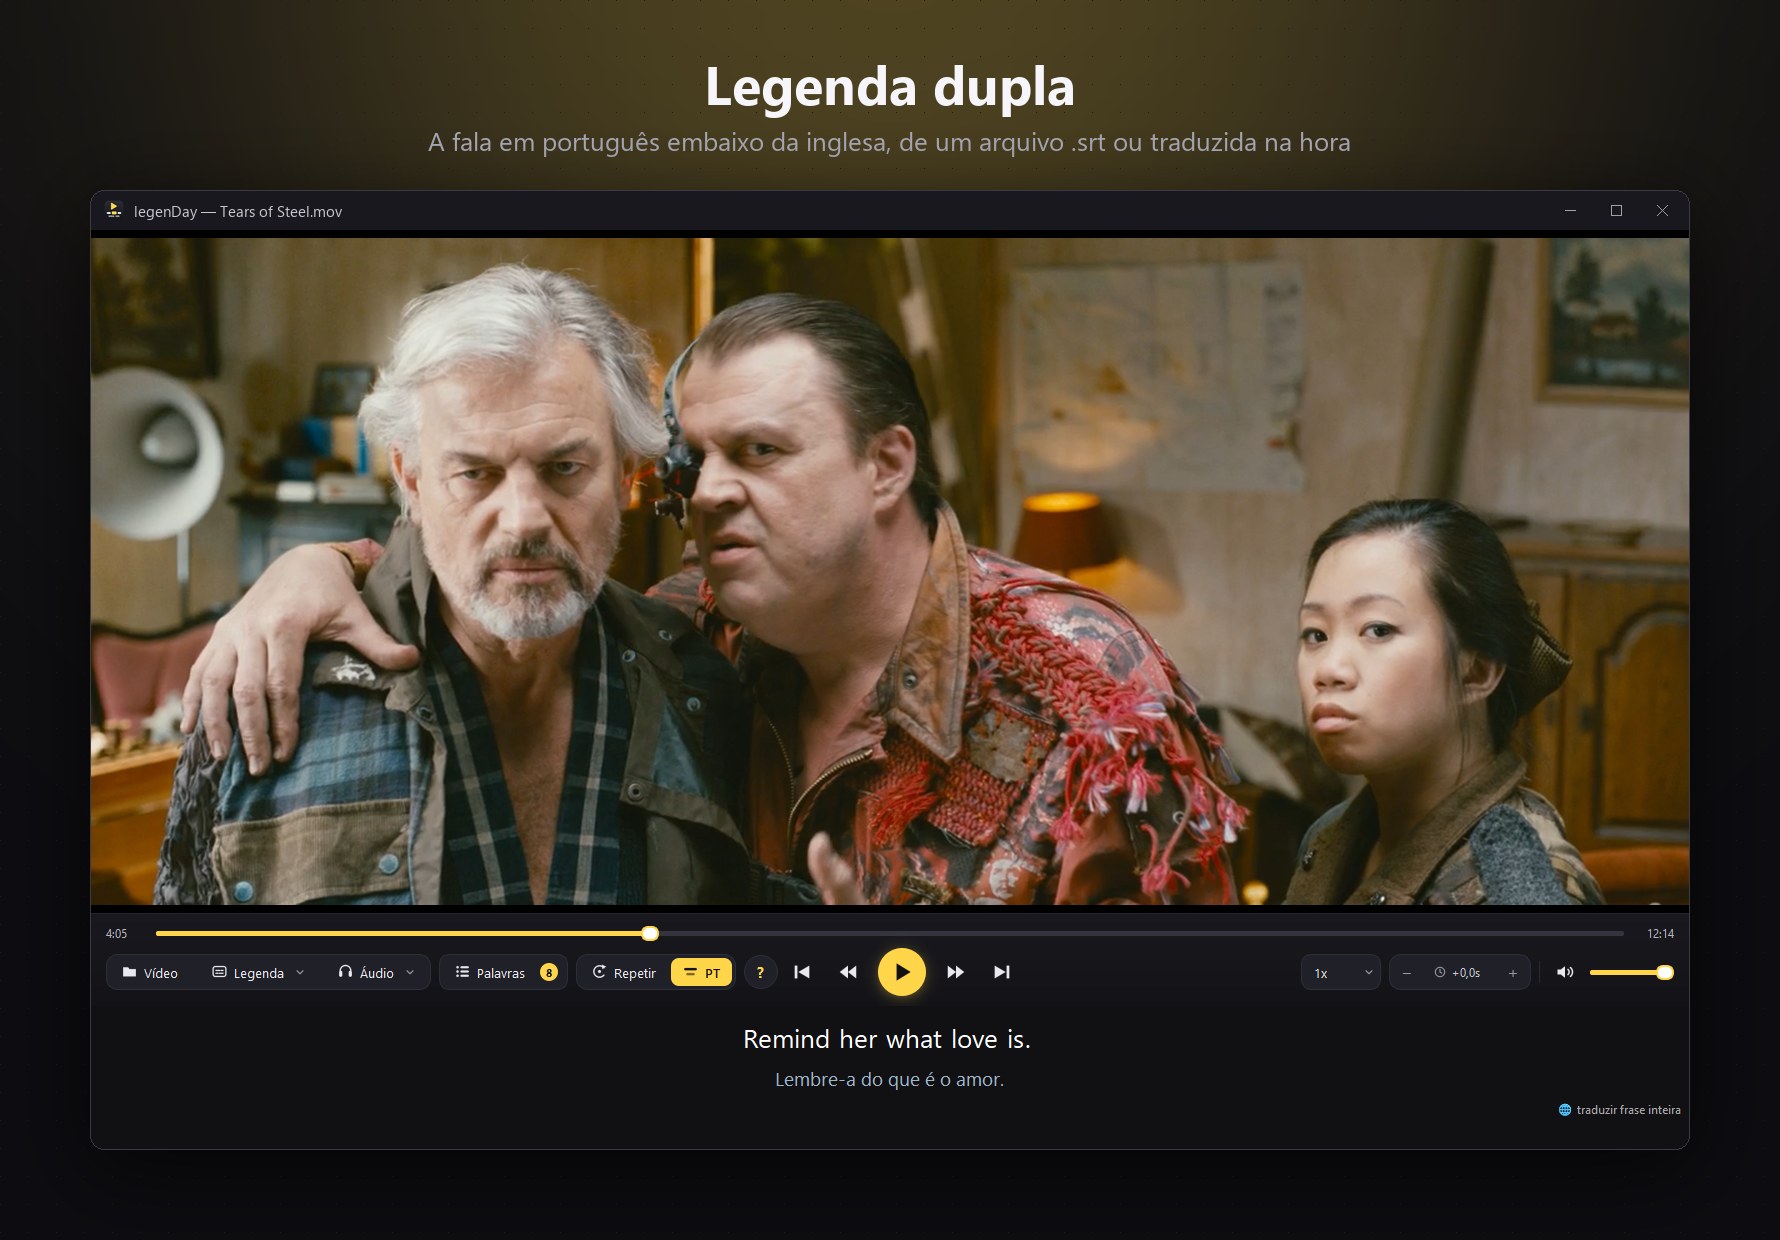 Legenda dupla
A fala em português embaixo da inglesa, de um arquivo .srt ou traduzida na hora
legenDay — Tears of Steel.mov
4:05 12:14
Vídeo Legenda Áudio Palavras 8 Repetir PT ? 1x − +0,0s +
Remind her what love is.
Lembre-a do que é o amor.
traduzir frase inteira